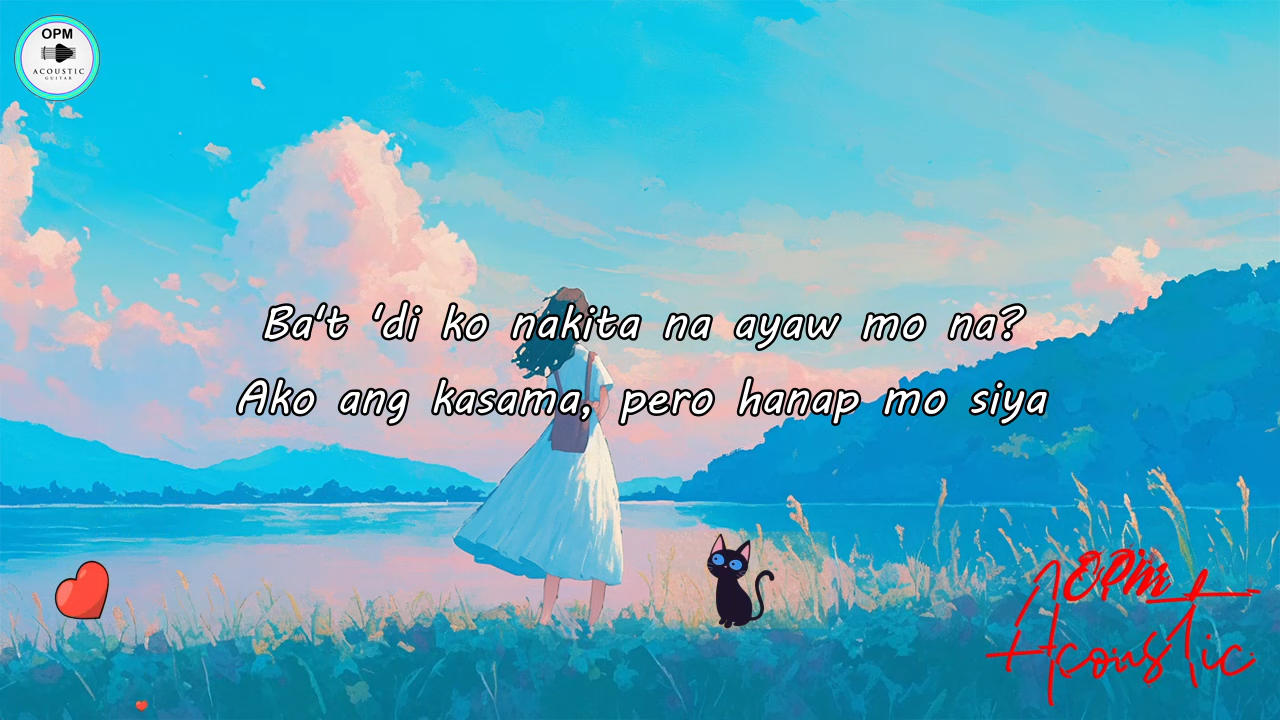 OPM
ACOUSTIC
GUITAR
Ba't 'di ko nakita na ayaw mo na?
Ako ang kasama, pero hanap mo siya
OPM
Acoustic